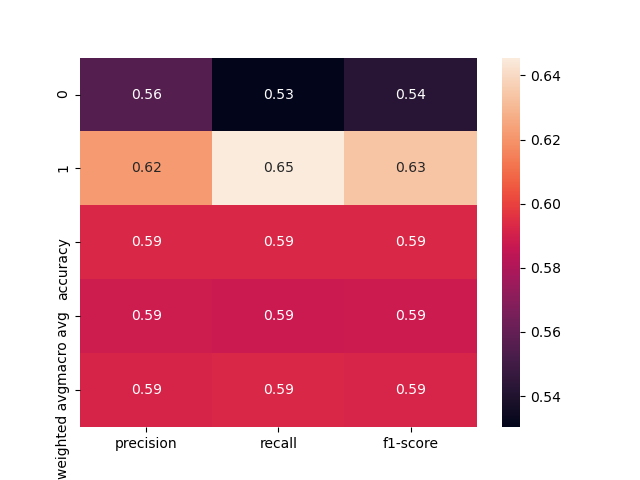 0 0.56 0.53 0.54
1 0.62 0.65 0.63
accuracy 0.59 0.59 0.59
macro avg 0.59 0.59 0.59
weighted avg 0.59 0.59 0.59
precision recall f1-score
0.64
0.62
0.60
0.58
0.56
0.54